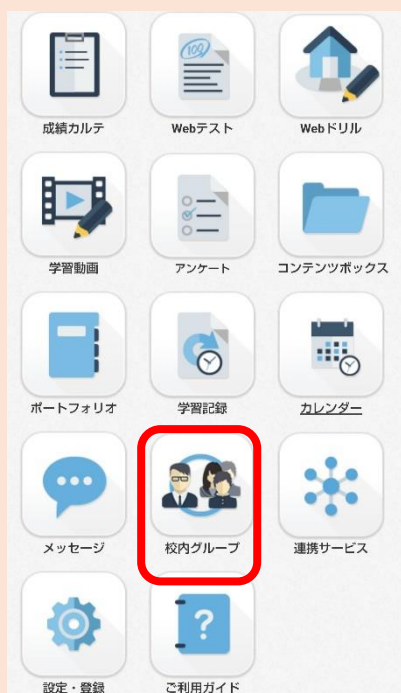 100
成績カルテ
Webテスト
Webドリル
学習動画
アンケート
コンテンツボックス
ポートフォリオ
学習記録
カレンダー
メッセージ
校内グループ
連携サービス
?
設定・登録
ご利用ガイド